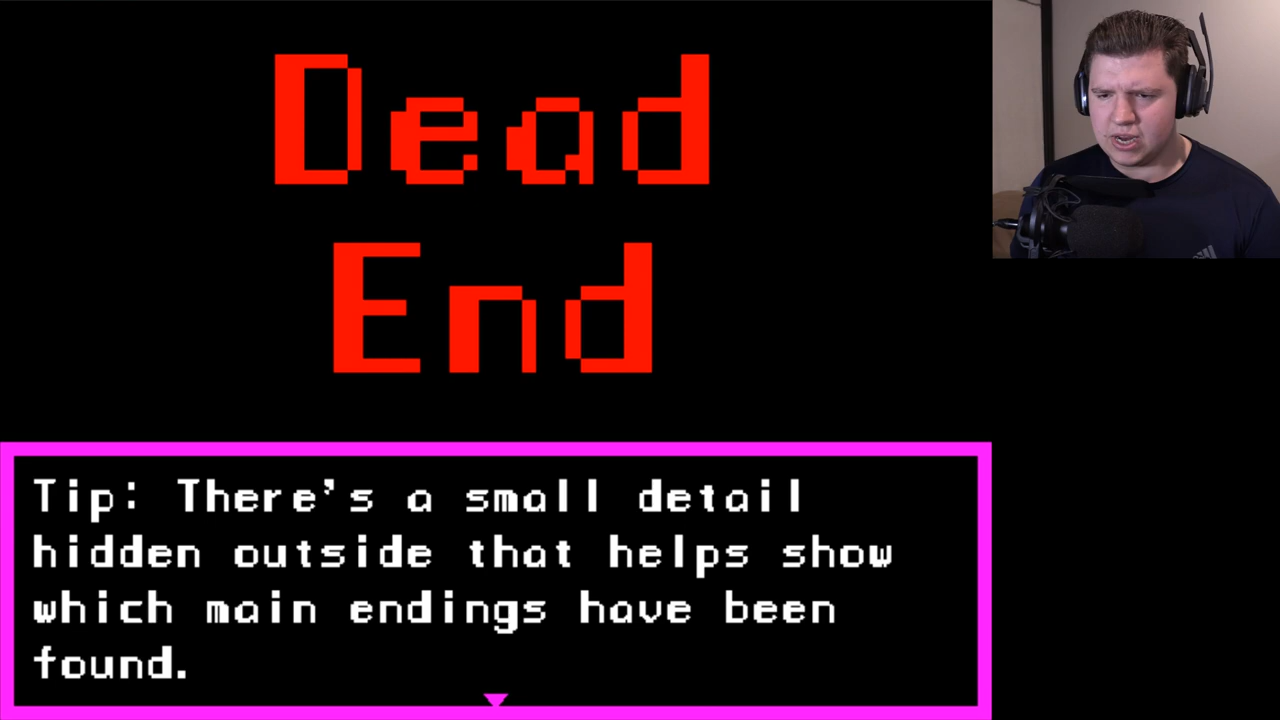 Dead
End
Tip: There's a small detail
hidden outside that helps show
which main endings have been
found.